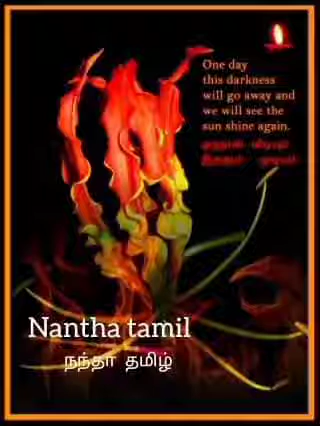 One day
this darkness
will go away and
we will see the
sun shine again.
Nantha tamil
நந்தா தமிழ்